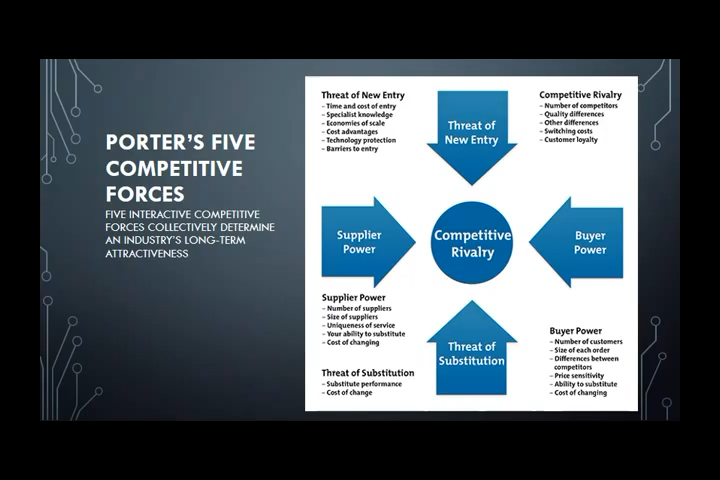 PORTER'S FIVE
COMPETITIVE
FORCES
FIVE INTERACTIVE COMPETITIVE
FORCES COLLECTIVELY DETERMINE
AN INDUSTRY'S LONG-TERM
ATTRACTIVENESS
Threat of New Entry
– Time and cost of entry
– Specialist knowledge
– Economies of scale
– Cost advantages
– Technology protection
– Barriers to entry
Threat of
New Entry
Competitive Rivalry
– Number of competitors
– Quality differences
– Other differences
– Switching costs
– Customer loyalty
Supplier
Power
Competitive
Rivalry
Buyer
Power
Supplier Power
– Number of suppliers
– Size of suppliers
– Uniqueness of service
– Your ability to substitute
– Cost of changing
Threat of Substitution
– Substitute performance
– Cost of change
Threat of
Substitution
Buyer Power
– Number of customers
– Size of each order
– Differences between
competitors
– Price sensitivity
– Ability to substitute
– Cost of changing